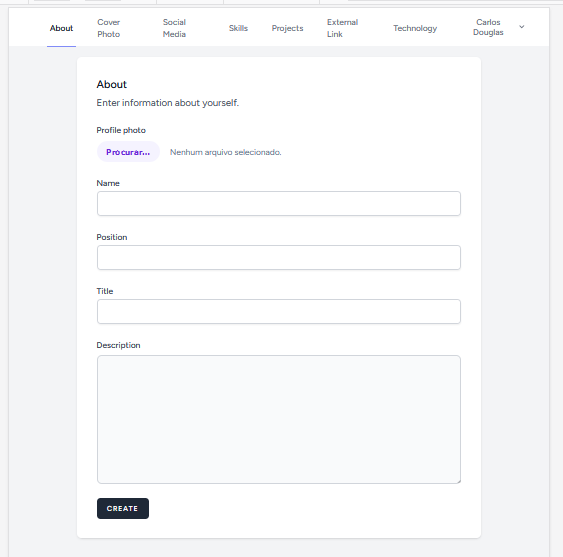 About
Cover
Photo
Social
Media
Skills
Projects
External
Link
Technology
Carlos
Douglas
About
Enter information about yourself.
Profile photo
Procurar...
Nenhum arquivo selecionado.
Name
Position
Title
Description
CREATE